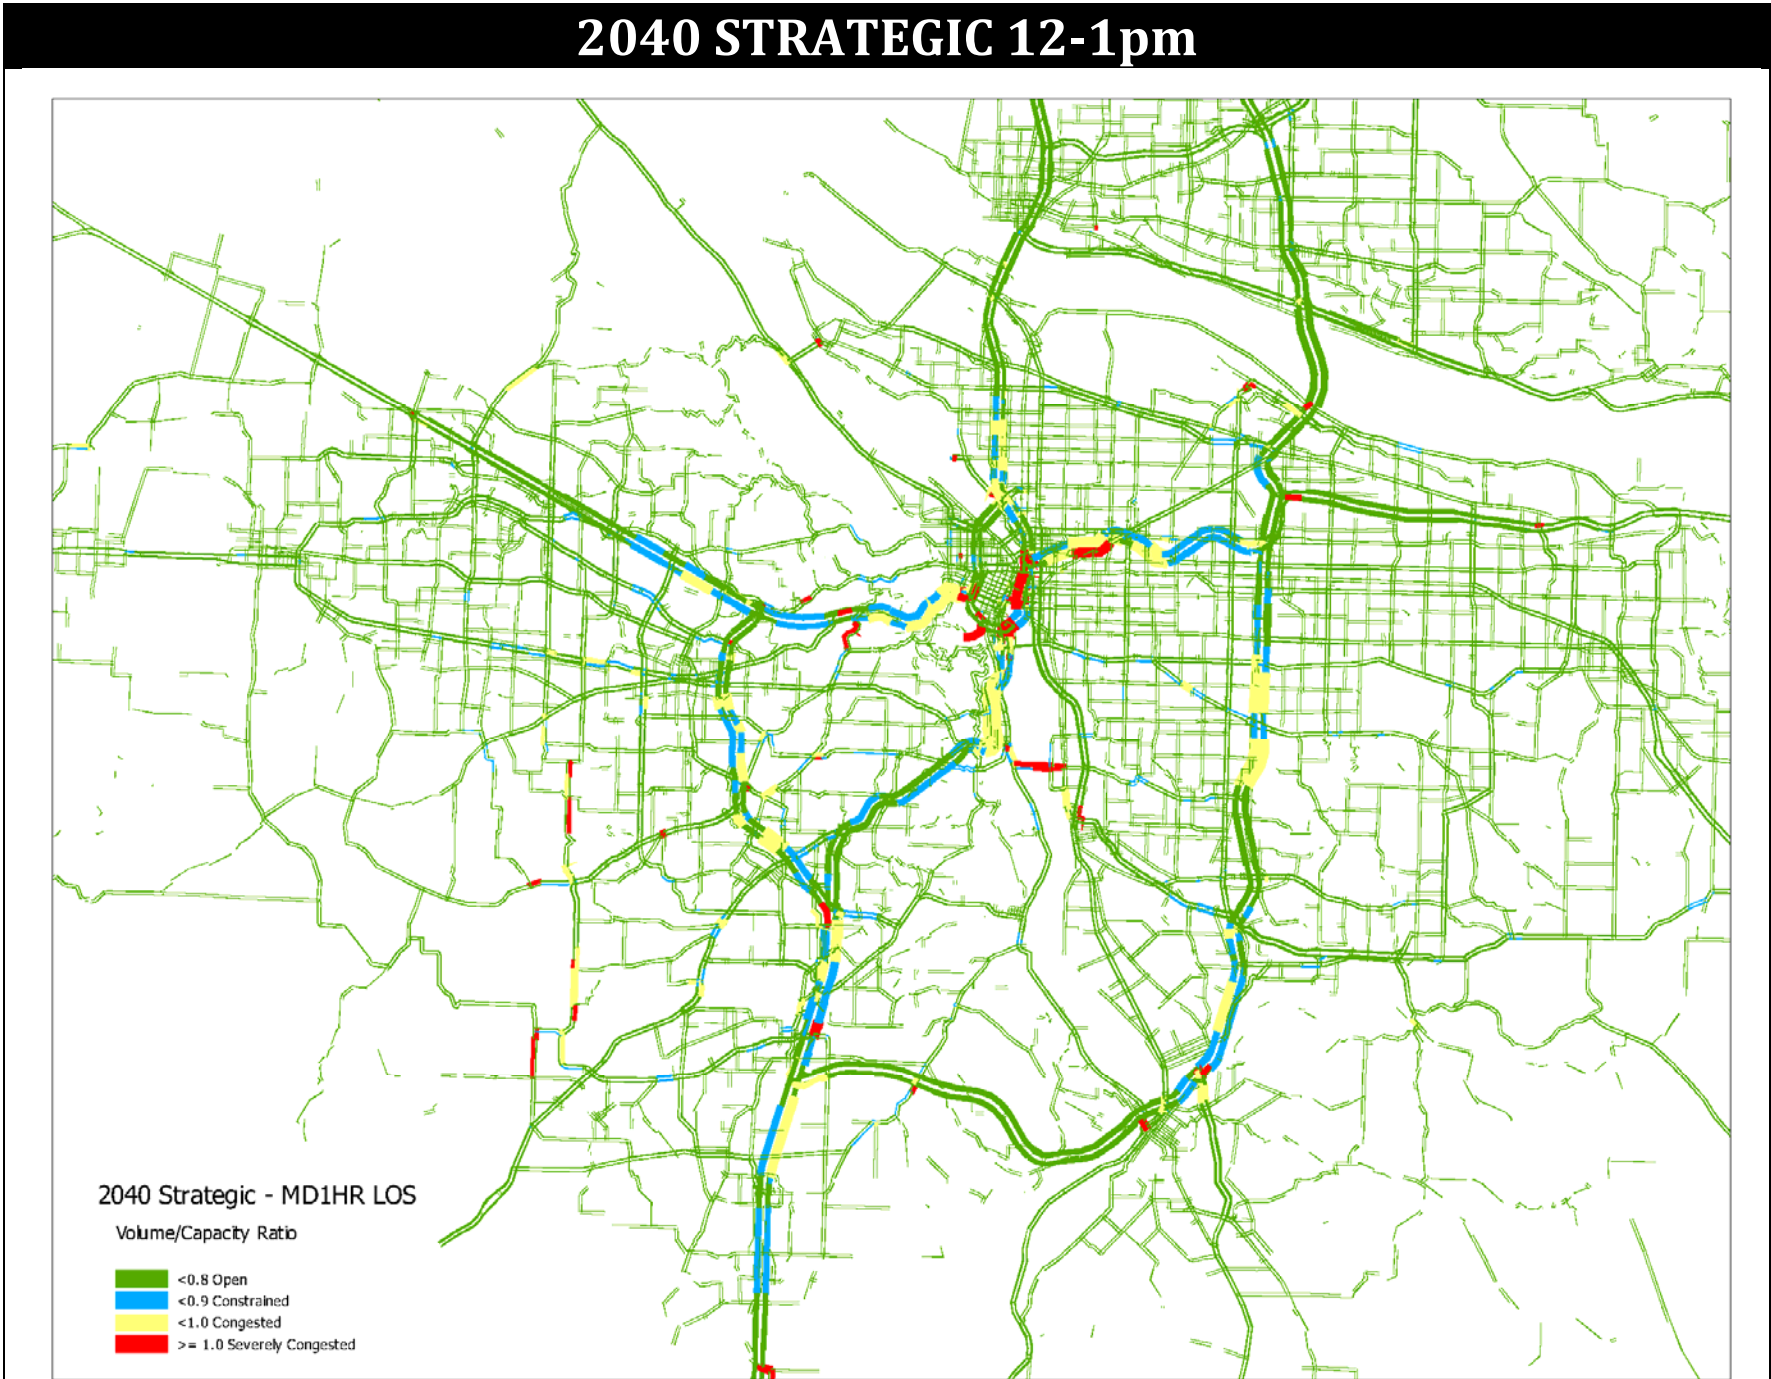 2040 STRATEGIC 12-1pm
2040 Strategic - MD1HR LOS
Volume/Capacity Ratio
<0.8 Open
<0.9 Constrained
<1.0 Congested
>= 1.0 Severely Congested